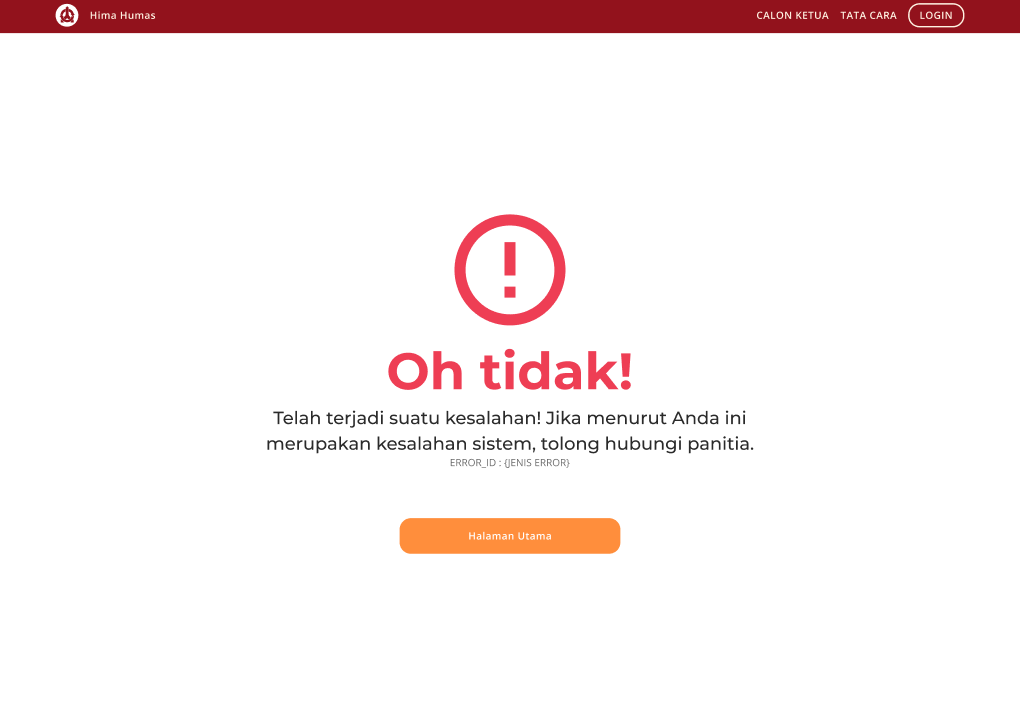 Hima Humas
CALON KETUA
TATA CARA
LOGIN
Oh tidak!
Telah terjadi suatu kesalahan! Jika menurut Anda ini
merupakan kesalahan sistem, tolong hubungi panitia.
ERROR_ID : {JENIS ERROR}
Halaman Utama